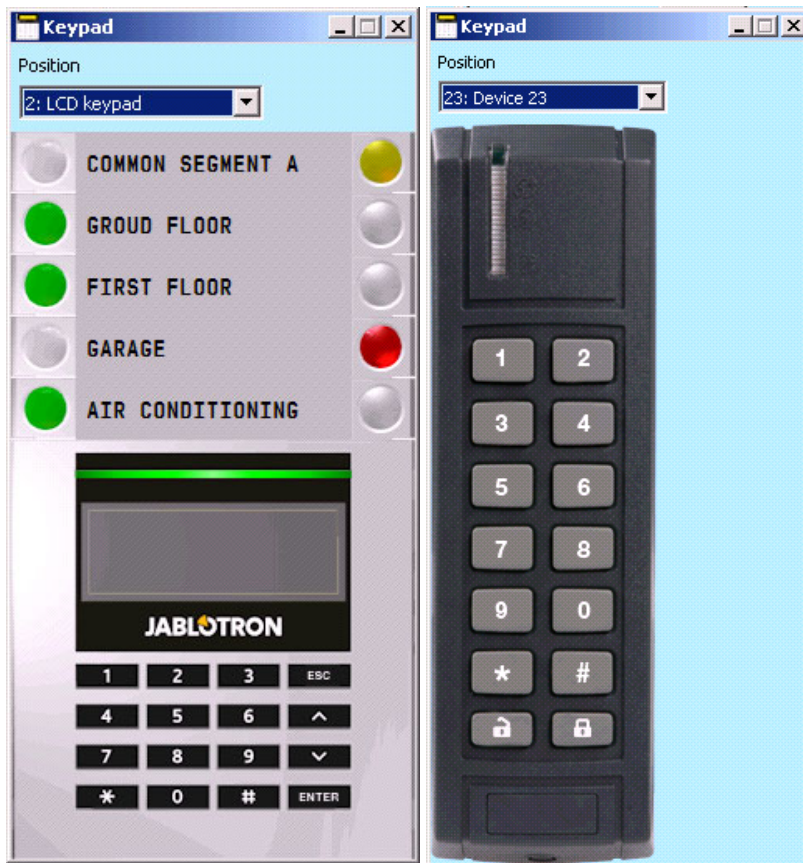 Keypad
Position
2: LCD keypad
COMMON SEGMENT A
GROUD FLOOR
FIRST FLOOR
GARAGE
AIR CONDITIONING
JABLOTRON
1 2 3 ESC
4 5 6
7 8 9
* 0 # ENTER
Keypad
Position
23: Device 23
1 2
3 4
5 6
7 8
9 0
* #